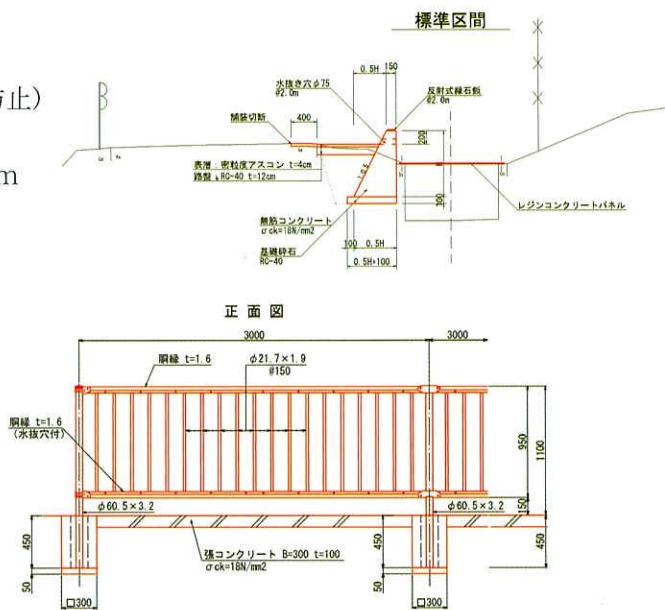 標準区間
防止)
m
0.5H 150
水抜き穴φ75
@2.0m
反射式縁石鋲
@2.0m
舗装切断
400
200
表層：密粒度アスコン t=4cm
路盤：RC-40 t=12cm
1:0.5
100
無筋コンクリート
σck=18N/mm2
レジンコンクリートパネル
基礎砕石
RC-40
100 0.5H
0.5H+100
正面図
3000
3000
胴縁 t=1.6
φ21.7×1.9
@150
胴縁 t=1.6
(水抜穴付)
950
1100
150
φ60.5×3.2
φ60.5×3.2
450
450
450
張コンクリート B=300 t=100
σck=18N/mm2
50
50
□300
□300